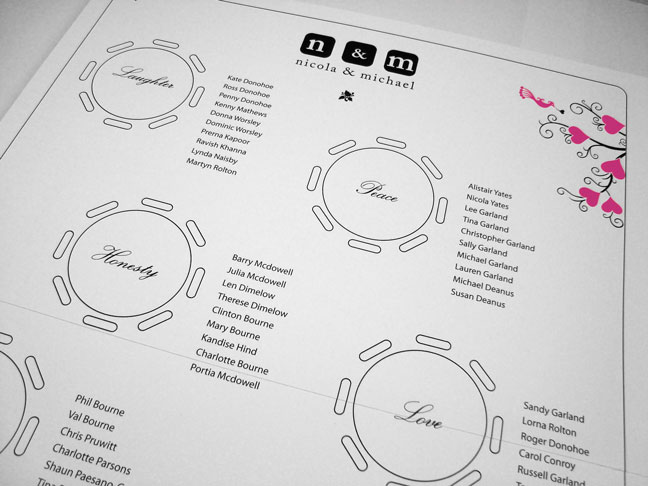 n & m
nicola & michael
Laughter
Kate Donohoe
Ross Donohoe
Penny Donohoe
Kenny Mathews
Donna Worsley
Dominic Worsley
Prerna Kapoor
Ravish Khanna
Lynda Naisby
Martyn Rolton
Peace
Alistair Yates
Nicola Yates
Lee Garland
Tina Garland
Christopher Garland
Sally Garland
Michael Garland
Lauren Garland
Michael Deanus
Susan Deanus
Honesty
Barry Mcdowell
Julia Mcdowell
Len Dimelow
Therese Dimelow
Clinton Bourne
Mary Bourne
Kandise Hind
Charlotte Bourne
Portia Mcdowell
Phil Bourne
Val Bourne
Chris Pruwitt
Charlotte Parsons
Shaun Paesano-
Love
Sandy Garland
Lorna Rolton
Roger Donohoe
Carol Conroy
Russell Garland